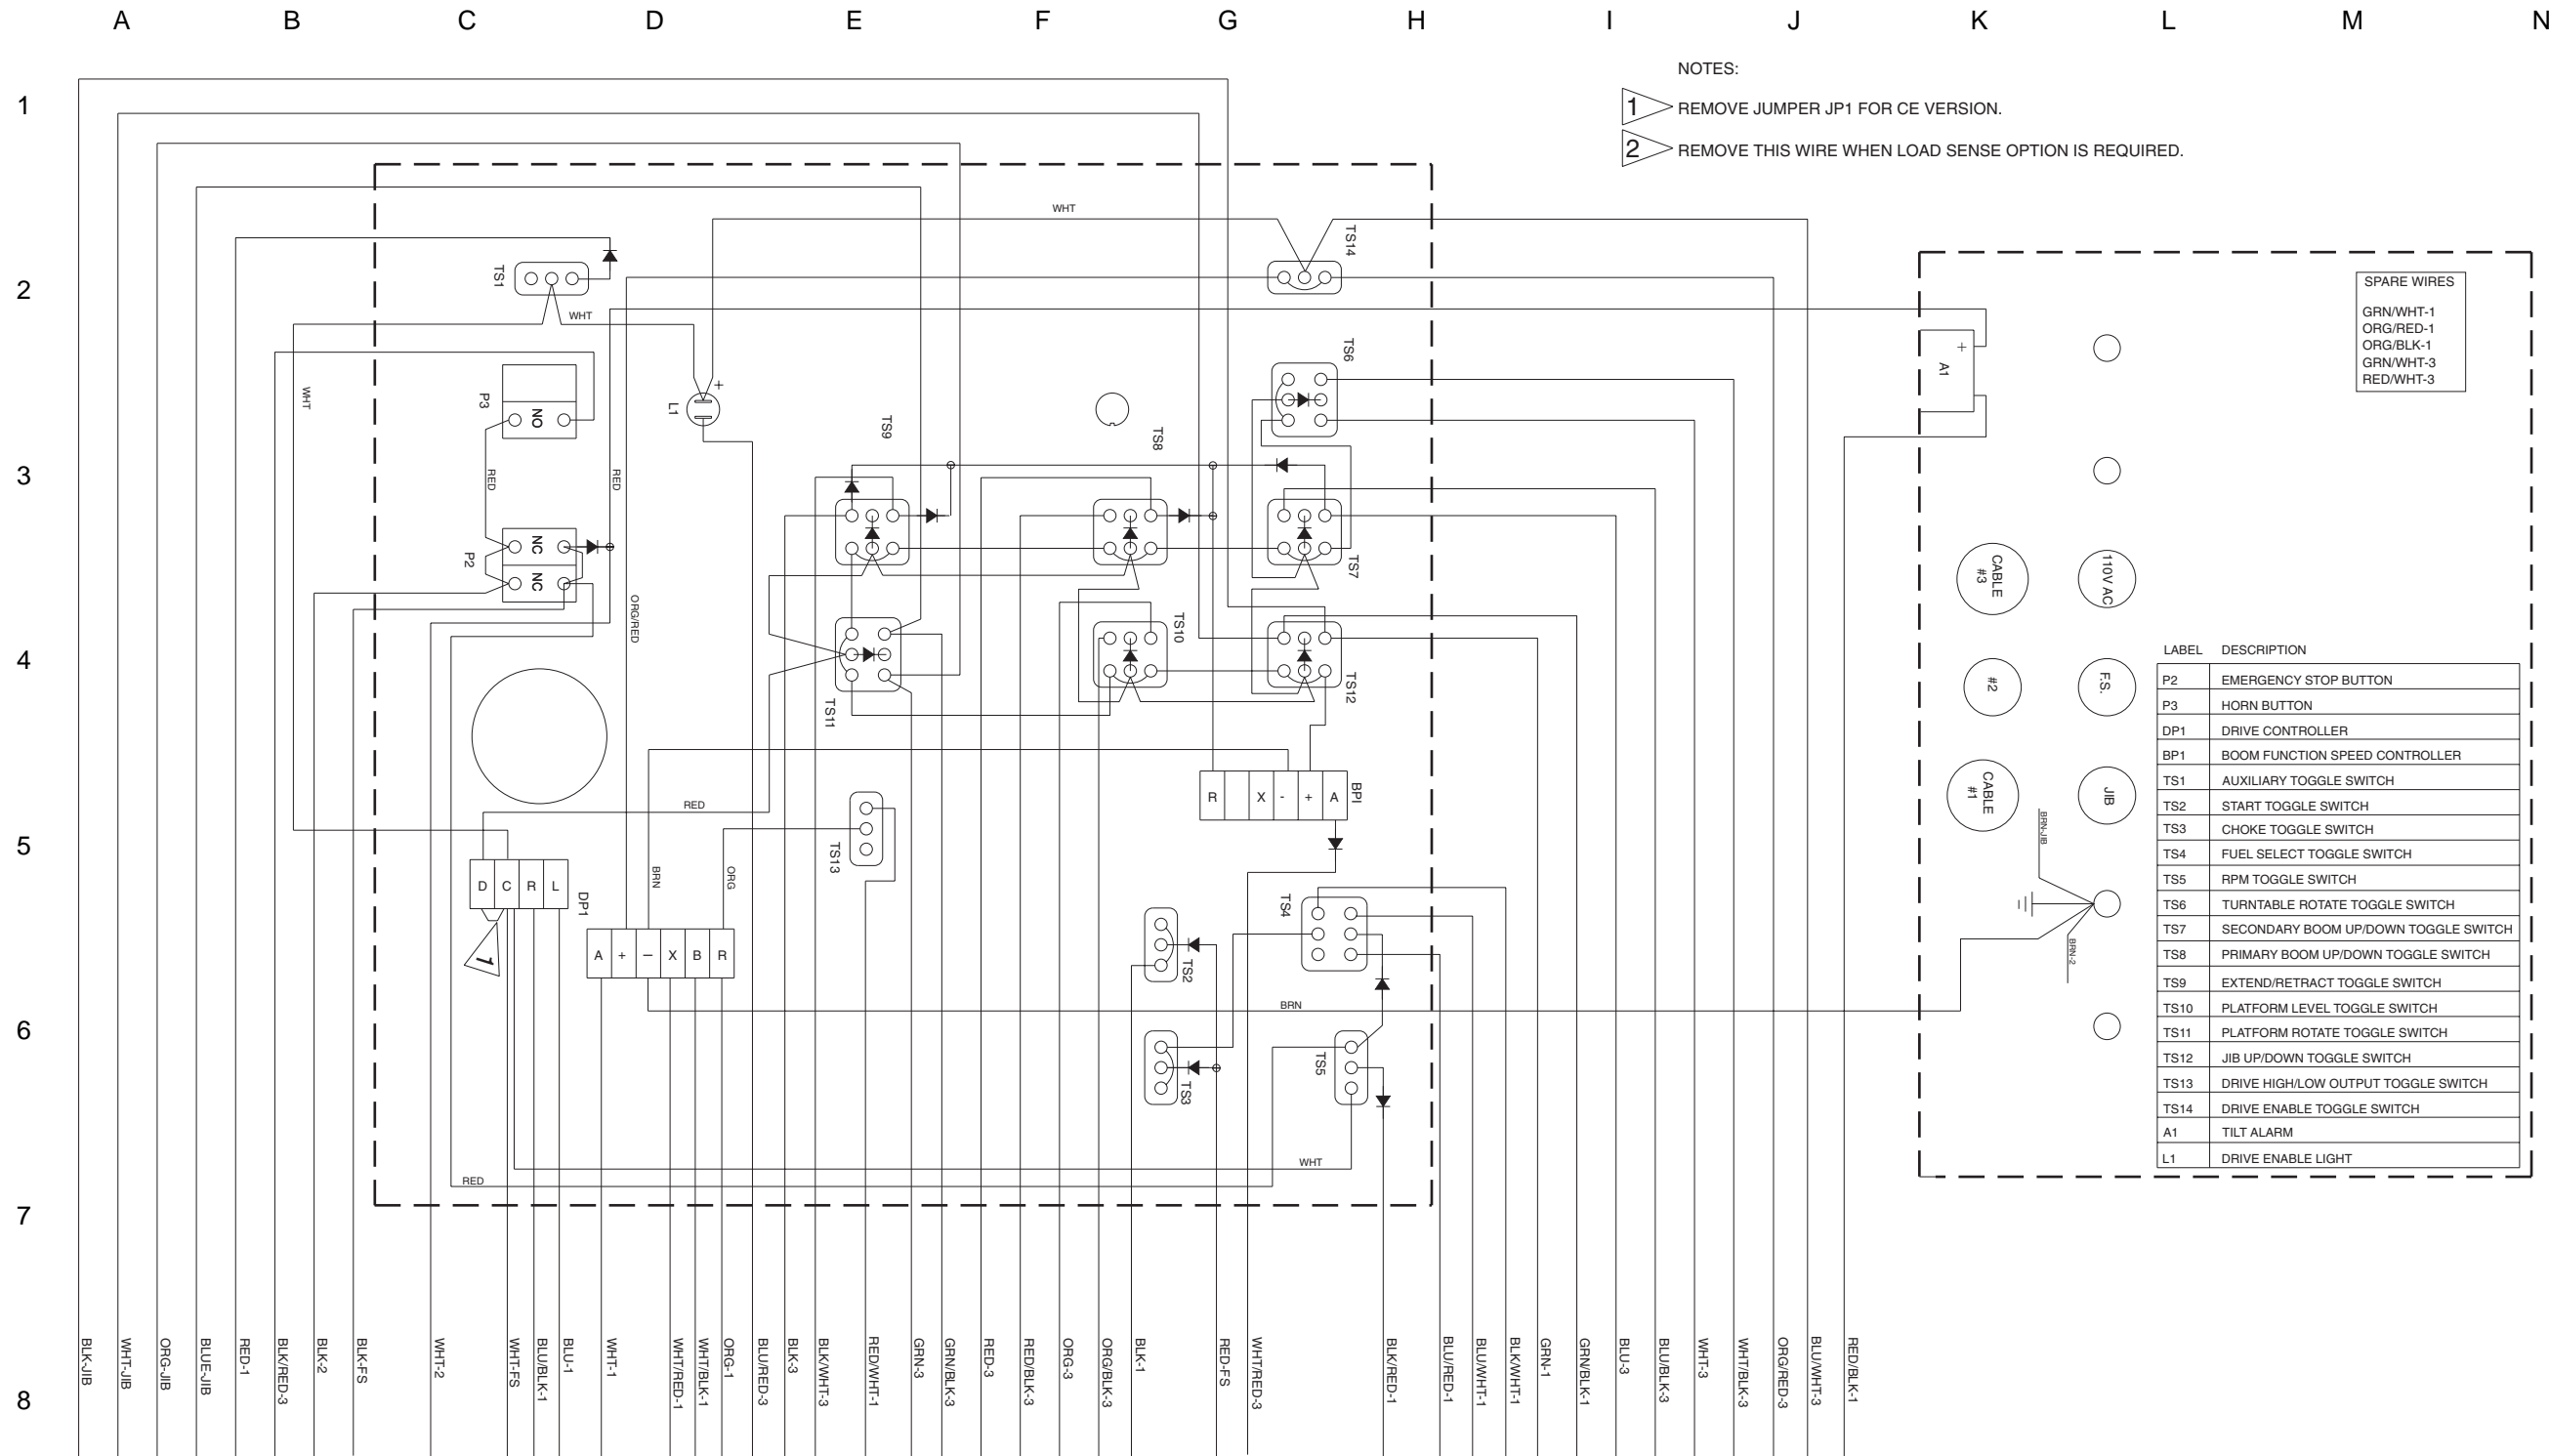 A B C D E F G H I J K L M N
1
2
3
4
5
6
7
8
NOTES:
1 REMOVE JUMPER JP1 FOR CE VERSION.
2 REMOVE THIS WIRE WHEN LOAD SENSE OPTION IS REQUIRED.
WHT
TS14
TS1
WHT
WHT
P3
NO
RED
RED
P2
NC
NC
L1
+
ORG/RED
TS9
TS8
TS6
TS7
TS10
TS11
TS12
RED
R X - + A
BPI
TS13
BRN
ORG
D C R L
DP1
1
A + – X B R
TS4
TS2
BRN
TS3
TS5
WHT
RED
A1
+
SPARE WIRES
GRN/WHT-1
ORG/RED-1
ORG/BLK-1
GRN/WHT-3
RED/WHT-3
CABLE
#3
110V AC
#2
F.S.
CABLE
#1
JIB
BRN-JIB
BRN-2
LABEL DESCRIPTION
P2 EMERGENCY STOP BUTTON
P3 HORN BUTTON
DP1 DRIVE CONTROLLER
BP1 BOOM FUNCTION SPEED CONTROLLER
TS1 AUXILIARY TOGGLE SWITCH
TS2 START TOGGLE SWITCH
TS3 CHOKE TOGGLE SWITCH
TS4 FUEL SELECT TOGGLE SWITCH
TS5 RPM TOGGLE SWITCH
TS6 TURNTABLE ROTATE TOGGLE SWITCH
TS7 SECONDARY BOOM UP/DOWN TOGGLE SWITCH
TS8 PRIMARY BOOM UP/DOWN TOGGLE SWITCH
TS9 EXTEND/RETRACT TOGGLE SWITCH
TS10 PLATFORM LEVEL TOGGLE SWITCH
TS11 PLATFORM ROTATE TOGGLE SWITCH
TS12 JIB UP/DOWN TOGGLE SWITCH
TS13 DRIVE HIGH/LOW OUTPUT TOGGLE SWITCH
TS14 DRIVE ENABLE TOGGLE SWITCH
A1 TILT ALARM
L1 DRIVE ENABLE LIGHT
BLK-JIB
WHT-JIB
ORG-JIB
BLUE-JIB
RED-1
BLK/RED-3
BLK-2
BLK-FS
WHT-2
WHT-FS
BLU/BLK-1
BLU-1
WHT-1
WHT/RED-1
WHT/BLK-1
ORG-1
BLU/RED-3
BLK-3
BLK/WHT-3
RED/WHT-1
GRN-3
GRN/BLK-3
RED-3
RED/BLK-3
ORG-3
ORG/BLK-3
BLK-1
RED-FS
WHT/RED-3
BLK/RED-1
BLU/RED-1
BLU/WHT-1
BLK/WHT-1
GRN-1
GRN/BLK-1
BLU-3
BLU/BLK-3
WHT-3
WHT/BLK-3
ORG/RED-3
BLU/WHT-3
RED/BLK-1